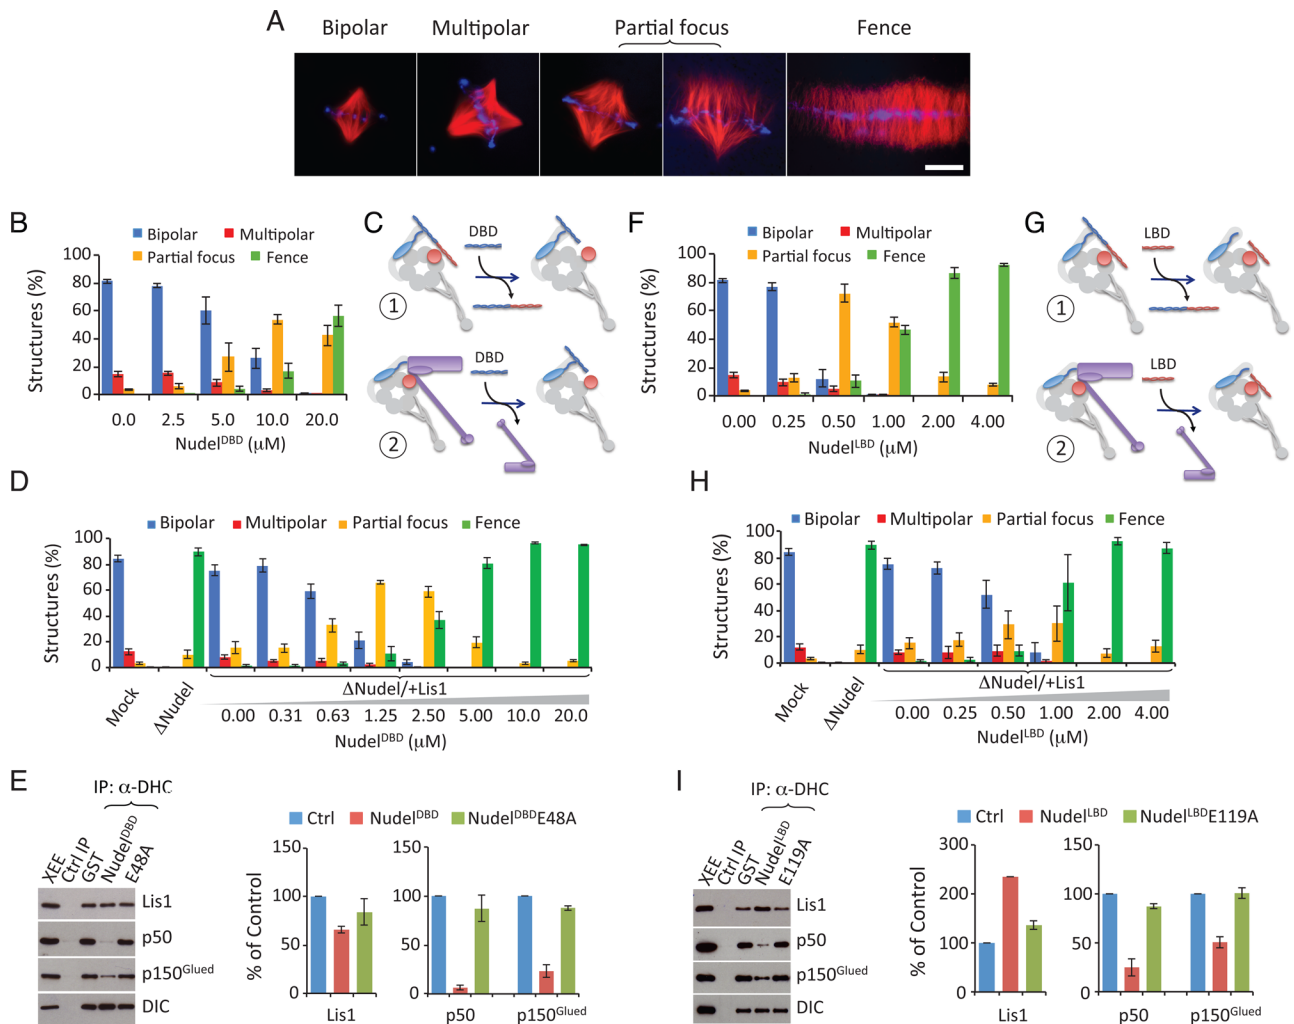 A
Bipolar Multipolar Partial focus Fence
B
Bipolar Multipolar
Partial focus Fence
Structures (%)
100
80
60
40
20
0
0.0 2.5 5.0 10.0 20.0
Nudel^DBD (μM)
C
DBD
1
DBD
2
F
Bipolar Multipolar
Partial focus Fence
Structures (%)
100
80
60
40
20
0
0.00 0.25 0.50 1.00 2.00 4.00
Nudel^LBD (μM)
G
LBD
1
LBD
2
D
Bipolar Multipolar Partial focus Fence
Structures (%)
100
80
60
40
20
0
Mock ΔNudel
ΔNudel/+Lis1
0.00 0.31 0.63 1.25 2.50 5.00 10.0 20.0
Nudel^DBD (μM)
H
Bipolar Multipolar Partial focus Fence
Structures (%)
100
80
60
40
20
0
Mock ΔNudel
ΔNudel/+Lis1
0.00 0.25 0.50 1.00 2.00 4.00
Nudel^LBD (μM)
E
IP: α-DHC
XEE Ctrl IP GST Nudel^DBD E48A
Lis1
p50
p150^Glued
DIC
Ctrl Nudel^DBD Nudel^DBD E48A
% of Control
150
100
50
0
Lis1
150
100
50
0
p50 p150^Glued
I
IP: α-DHC
XEE Ctrl IP GST Nudel^LBD E119A
Lis1
p50
p150^Glued
DIC
Ctrl Nudel^LBD Nudel^LBD E119A
% of Control
300
200
100
0
Lis1
150
100
50
0
p50 p150^Glued